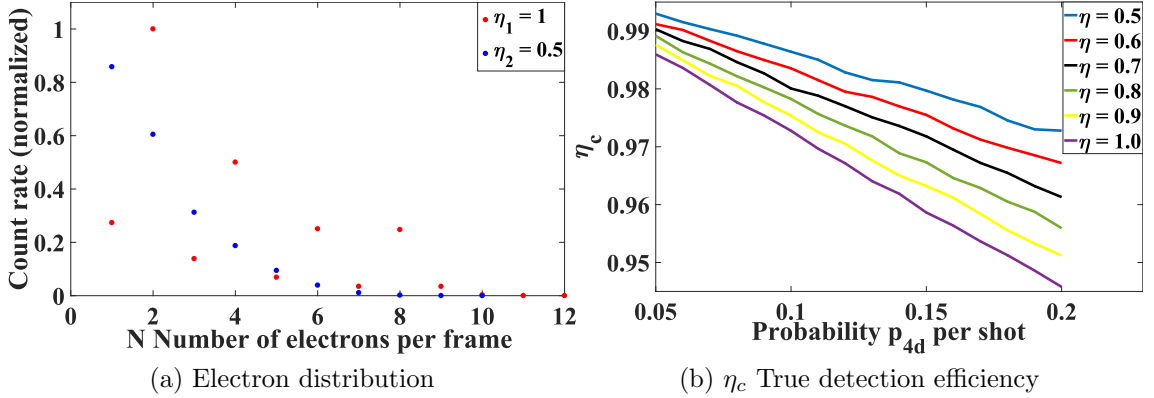 1
0.8
0.6
0.4
0.2
0
0 2 4 6 8 10 12
Count rate (normalized)
N Number of electrons per frame
η₁ = 1
η₂ = 0.5
(a) Electron distribution
0.99
0.98
0.97
0.96
0.95
0.05 0.1 0.15 0.2
η_c
Probability p₄d per shot
η = 0.5
η = 0.6
η = 0.7
η = 0.8
η = 0.9
η = 1.0
(b) η_c True detection efficiency